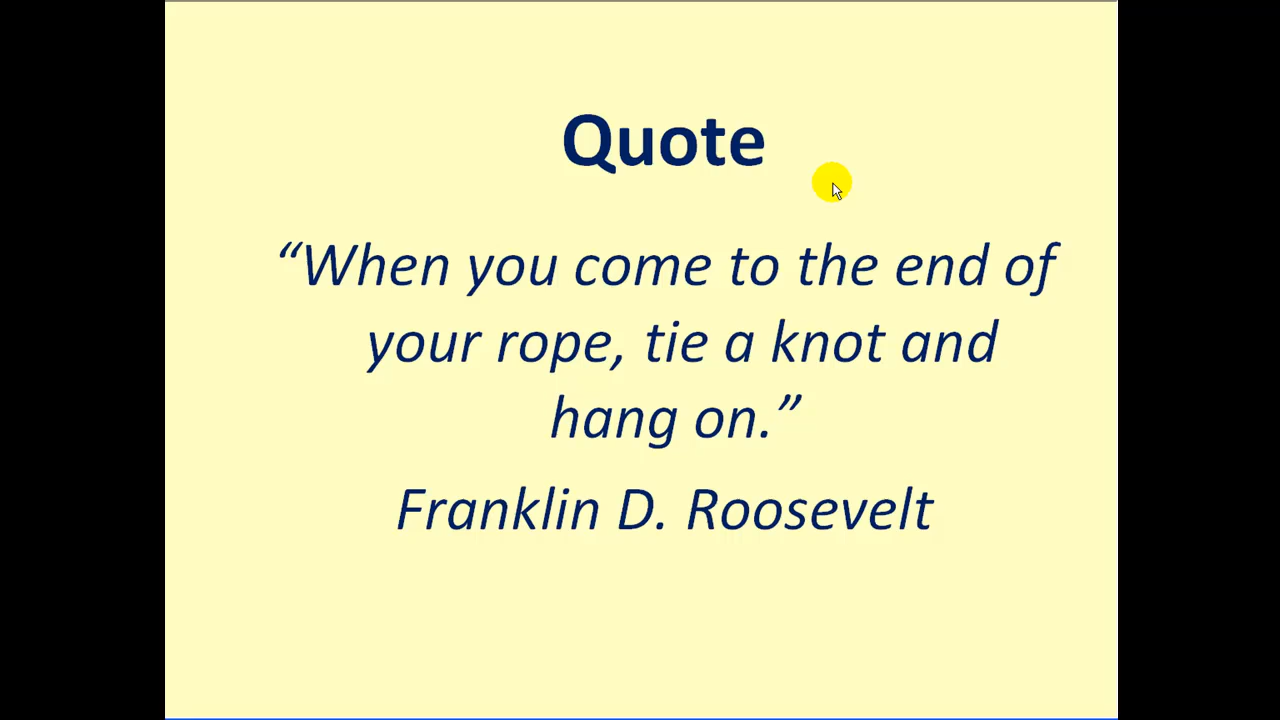 Quote
“When you come to the end of
your rope, tie a knot and
hang on.”
Franklin D. Roosevelt